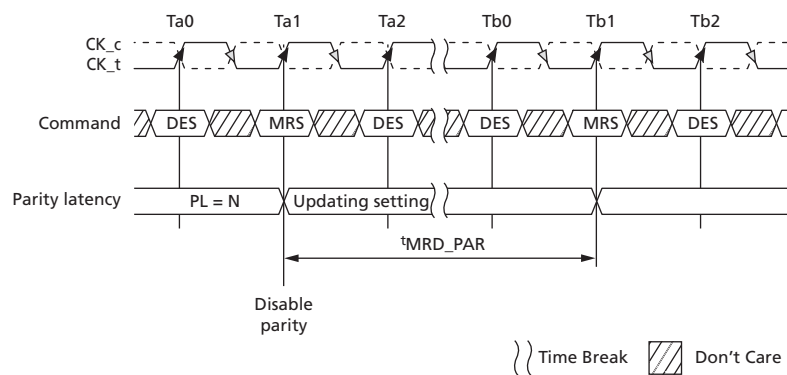 Ta0 Ta1 Ta2 Tb0 Tb1 Tb2
CK_c
CK_t
Command DES MRS DES DES MRS DES
Parity latency PL = N Updating setting
tMRD_PAR
Disable
parity
Time Break Don't Care